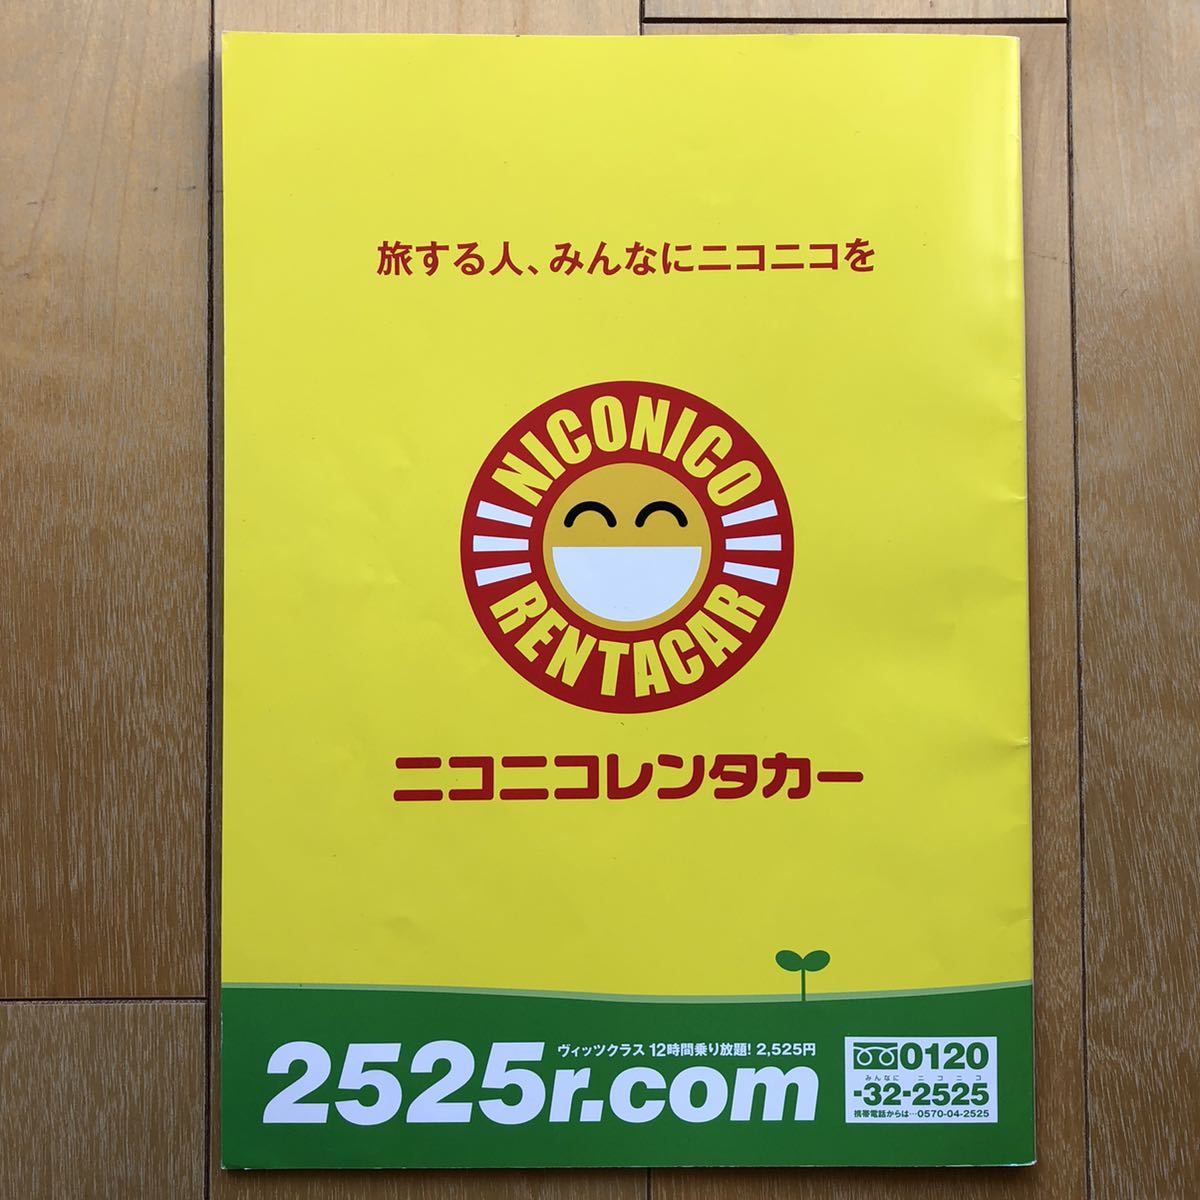 旅する人、みんなにニコニコを
NICONICO
RENTACAR
ニコニコレンタカー
ヴィッツクラス 12時間乗り放題! 2,525円
2525r.com
0120
みんなに ニコニコ
-32-2525
携帯電話からは…0570-04-2525